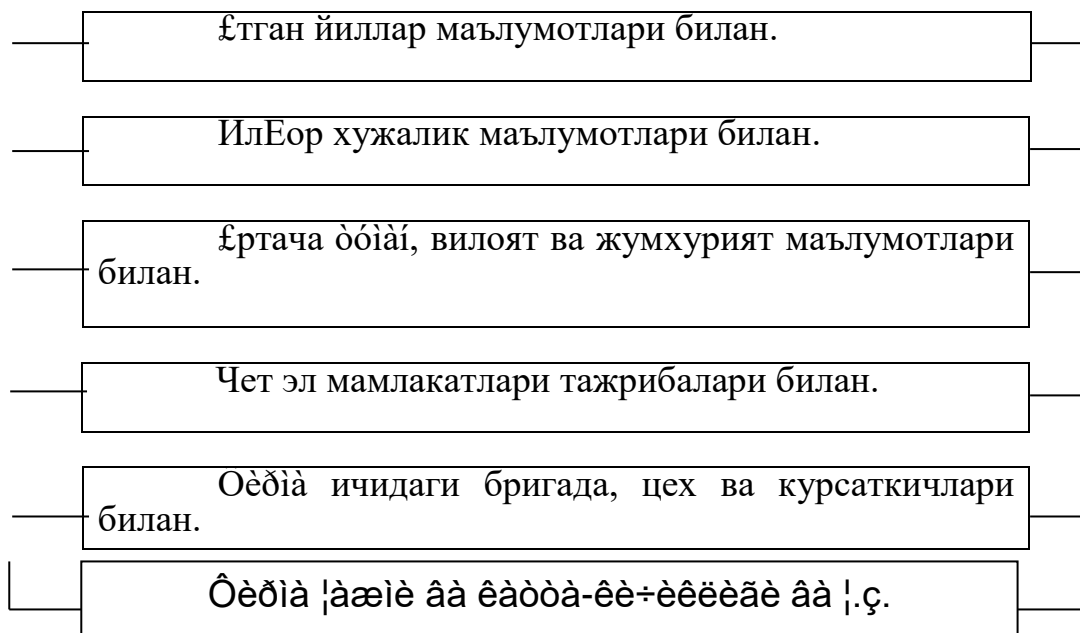 £тган йиллар маълумотлари билан.
ИлЕор хужалик маълумотлари билан.
£ртача òóìàí, вилоят ва жумхурият маълумотлари
билан.
Чет эл мамлакатлари тажрибалари билан.
Оèðìà ичидаги бригада, цех ва курсаткичлари
билан.
Ôèðìà ¦àæìè âà êàòòà-êè÷èêëèãè âà ¦.ç.